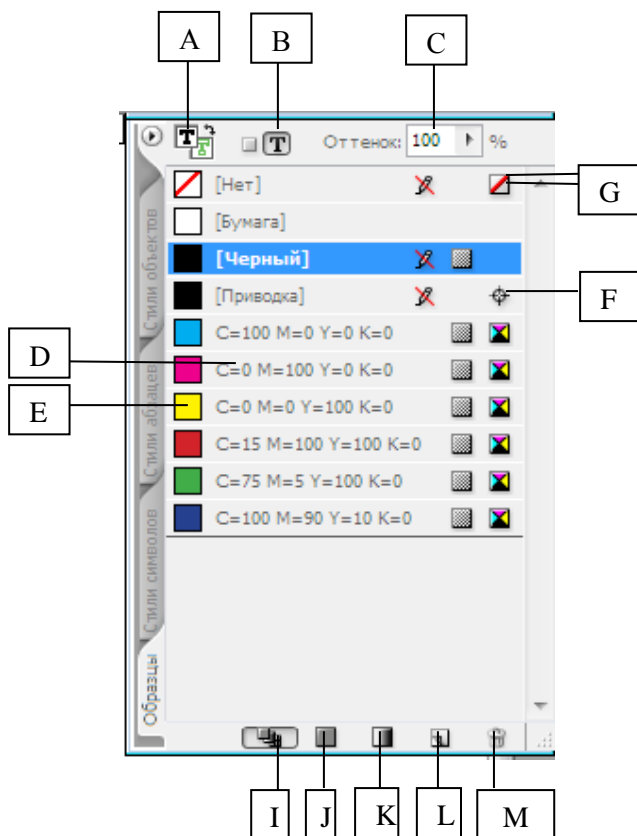 A
B
C
T
T
T
Оттенок: 100 %
[Нет]
G
[Бумага]
[Черный]
[Приводка]
F
C=100 M=0 Y=0 K=0
D
C=0 M=100 Y=0 K=0
E
C=0 M=0 Y=100 K=0
C=15 M=100 Y=100 K=0
C=75 M=5 Y=100 K=0
C=100 M=90 Y=10 K=0
Стили объектов
Стили абзацев
Стили символов
Образцы
I
J
K
L
M